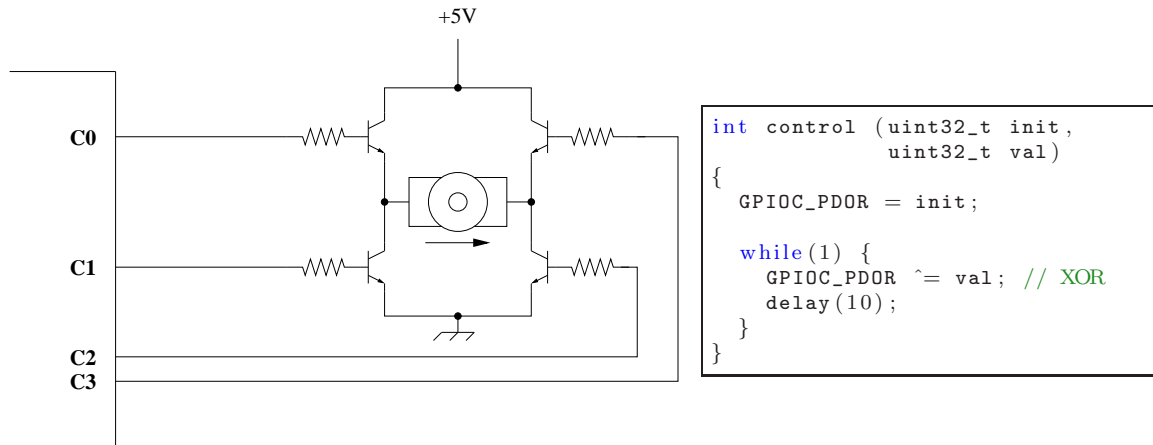 +5V
C0
C1
C2
C3
int control (uint32_t init,
uint32_t val)
{
GPIOC_PDOR = init;
while(1) {
GPIOC_PDOR ^= val; // XOR
delay(10);
}
}